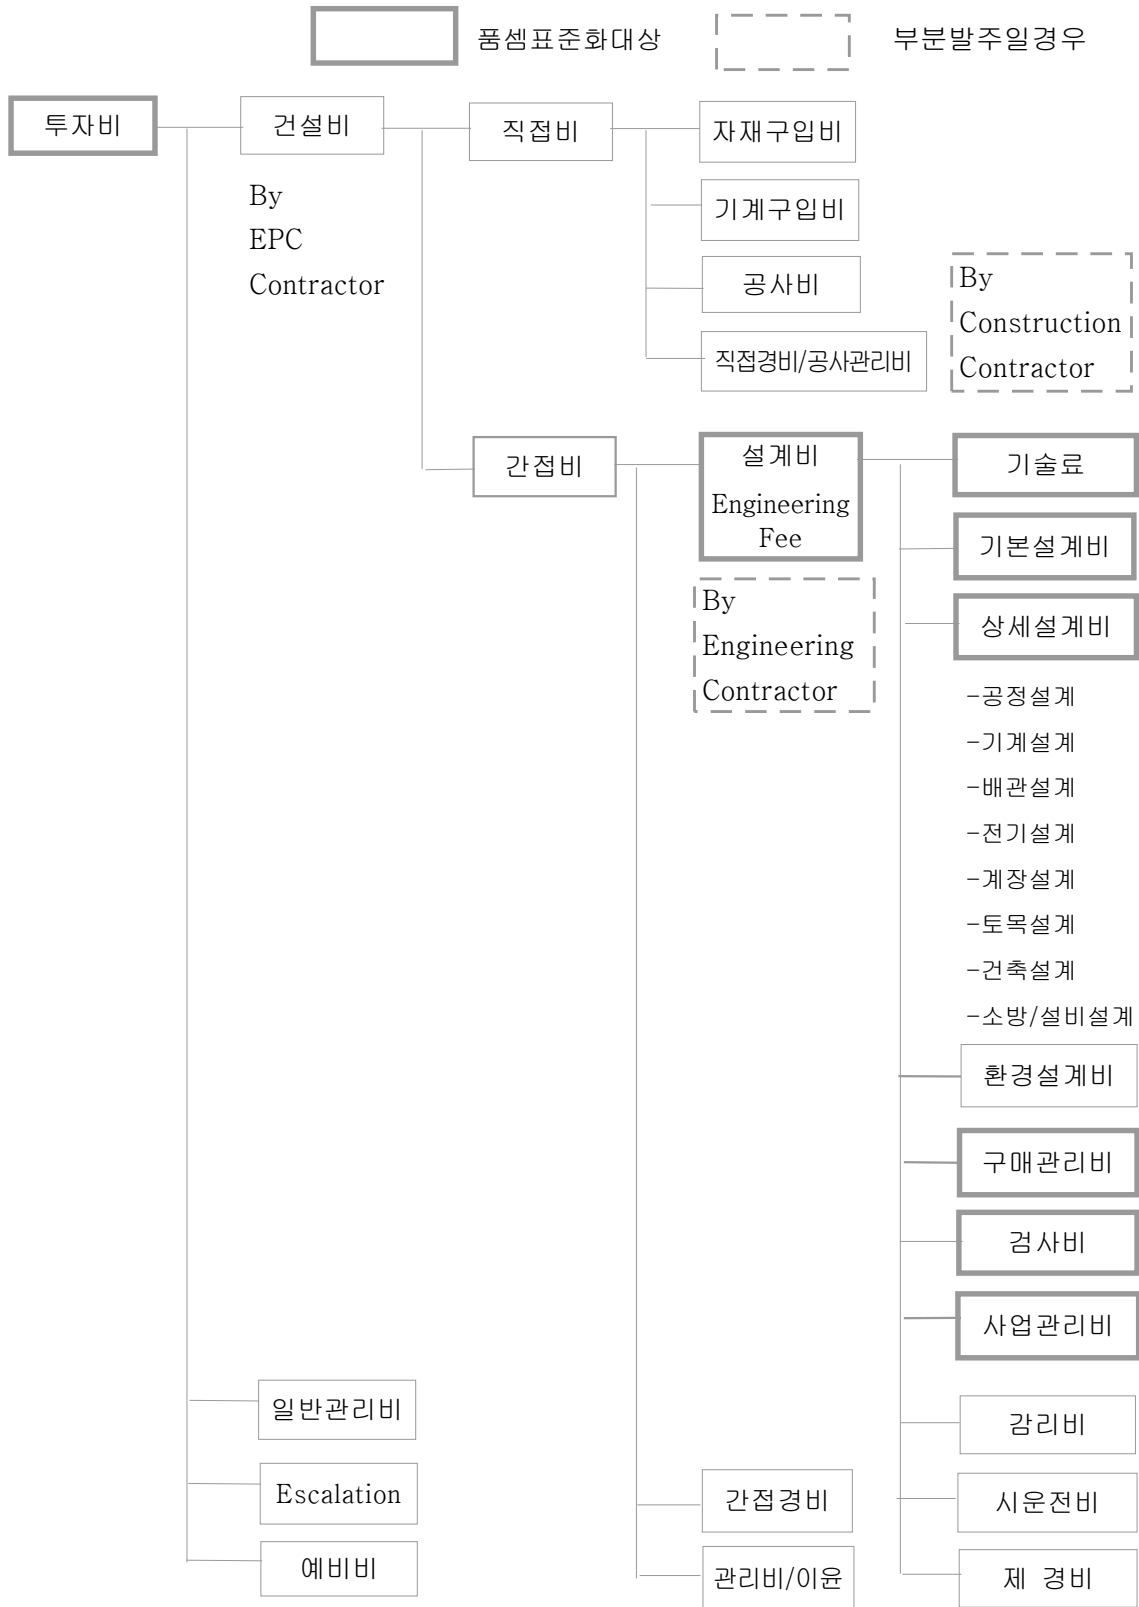 품셈표준화대상
부분발주일경우
투자비
건설비
직접비
자재구입비
By
EPC
Contractor
기계구입비
공사비
직접경비/공사관리비
By
Construction
Contractor
간접비
설계비
Engineering
Fee
By
Engineering
Contractor
기술료
기본설계비
상세설계비
-공정설계
-기계설계
-배관설계
-전기설계
-계장설계
-토목설계
-건축설계
-소방/설비설계
환경설계비
구매관리비
검사비
사업관리비
감리비
시운전비
제 경비
간접경비
관리비/이윤
일반관리비
Escalation
예비비